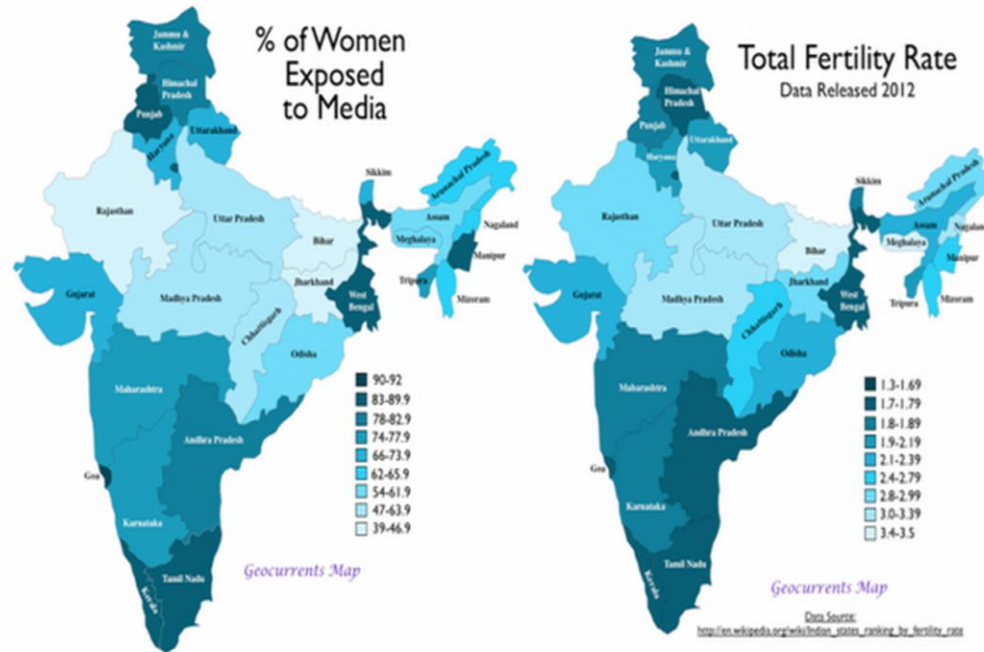 % of Women
Exposed
to Media
Jammu &
Kashmir
Himachal
Pradesh
Punjab
Haryana
Uttarakhand
Rajasthan
Uttar Pradesh
Bihar
Sikkim
Arunachal Pradesh
Assam
Nagaland
Meghalaya
Manipur
Tripura
Mizoram
Gujarat
Madhya Pradesh
Jharkhand
West
Bengal
Chhattisgarh
Odisha
Maharashtra
Andhra Pradesh
Goa
Karnataka
Tamil Nadu
Kerala
90-92
83-89.9
78-82.9
74-77.9
66-73.9
62-65.9
54-61.9
47-63.9
39-46.9
Geocurrents Map
Total Fertility Rate
Data Released 2012
Jammu &
Kashmir
Himachal
Pradesh
Punjab
Haryana
Uttarakhand
Rajasthan
Uttar Pradesh
Bihar
Sikkim
Arunachal Pradesh
Assam
Nagalan
Meghalaya
Manipur
Tripura
Mizoram
Gujarat
Madhya Pradesh
Jharkhand
West
Bengal
Chhattisgarh
Odisha
Maharashtra
Andhra Pradesh
Goa
Karnataka
Tamil Nadu
Kerala
1.3-1.69
1.7-1.79
1.8-1.89
1.9-2.19
2.1-2.39
2.4-2.79
2.8-2.99
3.0-3.39
3.4-3.5
Geocurrents Map
Data Source:
http://en.wikipedia.org/wiki/Indian_states_ranking_by_fertility_rate